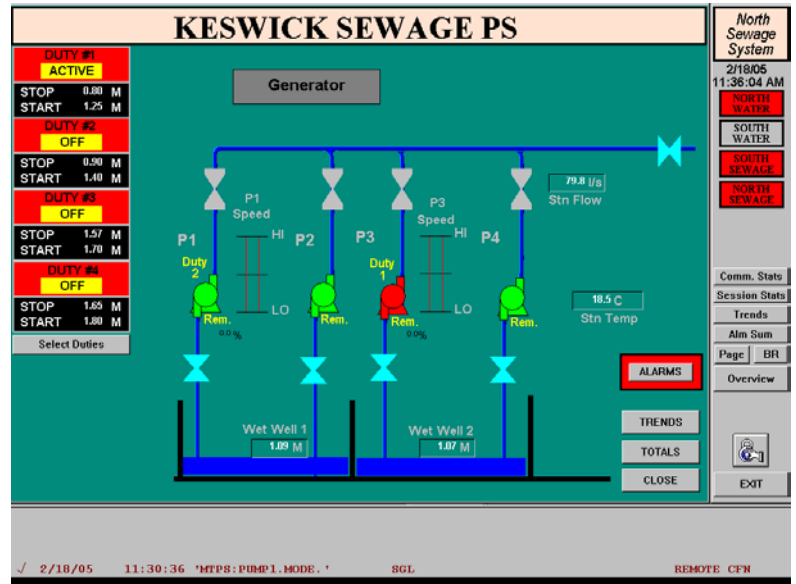 KESWICK SEWAGE PS
North
Sewage
System
2/18/05
11:36:04 AM
NORTH
WATER
SOUTH
WATER
SOUTH
SEWAGE
NORTH
SEWAGE
DUTY #1
ACTIVE
STOP 0.80 M
START 1.25 M
DUTY #2
OFF
STOP 0.90 M
START 1.40 M
DUTY #3
OFF
STOP 1.57 M
START 1.70 M
DUTY #4
OFF
STOP 1.65 M
START 1.80 M
Select Duties
Generator
79.8 l/s
Stn Flow
P1
Speed
HI
LO
P3
Speed
HI
LO
P1
P2
P3
P4
Duty
2
Duty
1
Rem.
Rem.
Rem.
Rem.
0.0 %
0.0 %
18.5 C
Stn Temp
Wet Well 1
1.09 M
Wet Well 2
1.07 M
ALARMS
TRENDS
TOTALS
CLOSE
Comm. Stats
Session Stats
Trends
Alm Sum
Page BR
Overview
EXIT
√ 2/18/05 11:30:36 'MTPS:PUMP1.MODE. ' SGL REMOTE CFN